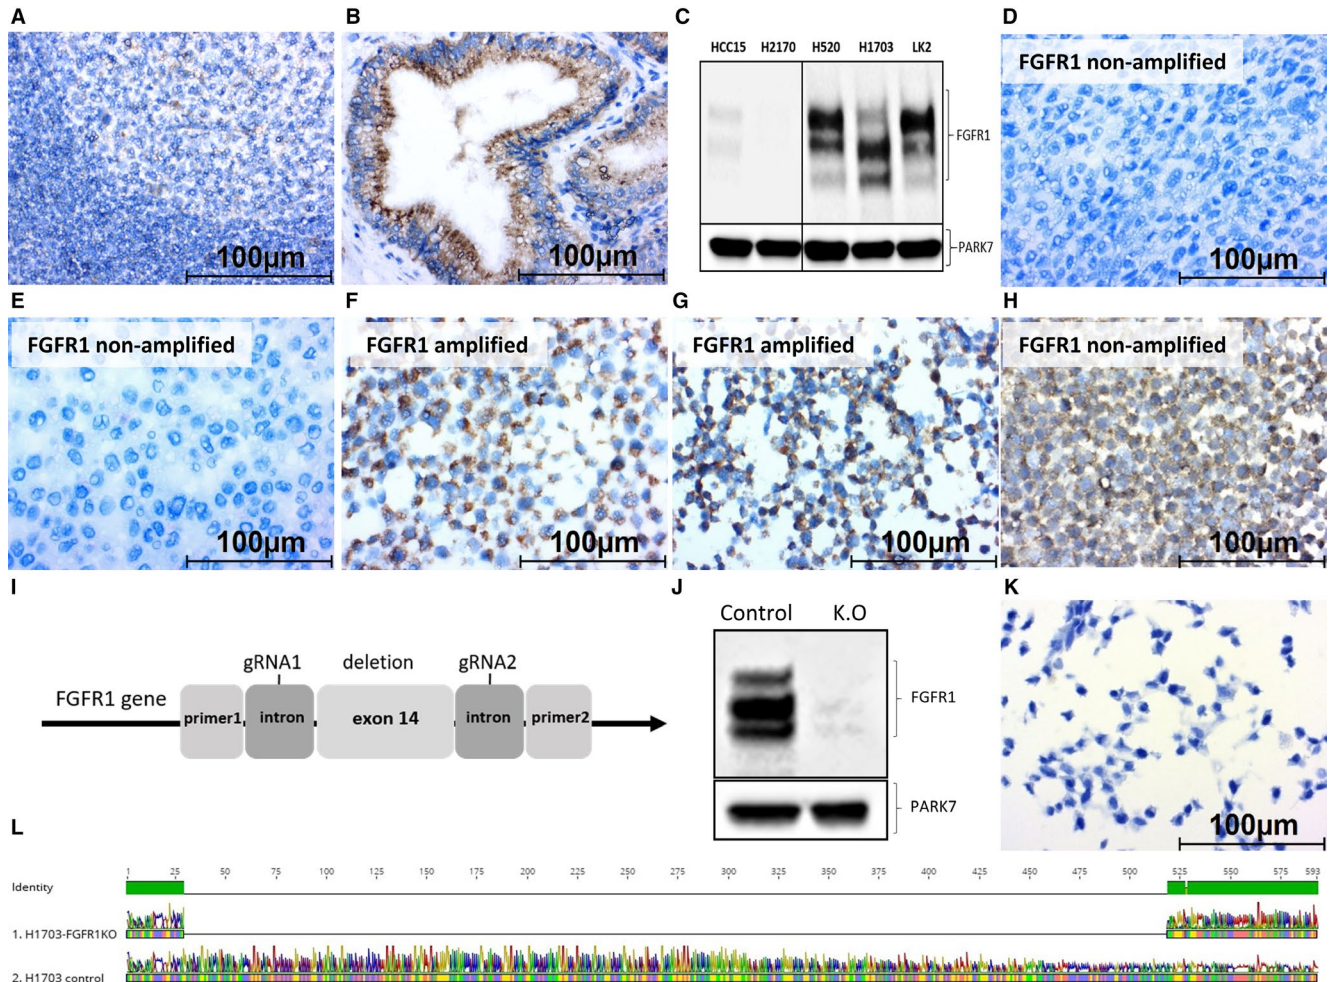 A
B
C
D
HCC15 H2170 H520 H1703 LK2
FGFR1
PARK7
100µm
100µm
FGFR1 non-amplified
100µm
E
F
G
H
FGFR1 non-amplified
FGFR1 amplified
FGFR1 amplified
FGFR1 non-amplified
100µm
100µm
100µm
100µm
I
J
K
gRNA1 deletion gRNA2
FGFR1 gene
primer1 intron exon 14 intron primer2
Control K.O
FGFR1
PARK7
100µm
L
1 25 50 75 100 125 150 175 200 225 250 275 300 325 350 375 400 425 450 475 500 525 550 575 593
Identity
1. H1703-FGFR1KO
2. H1703 control